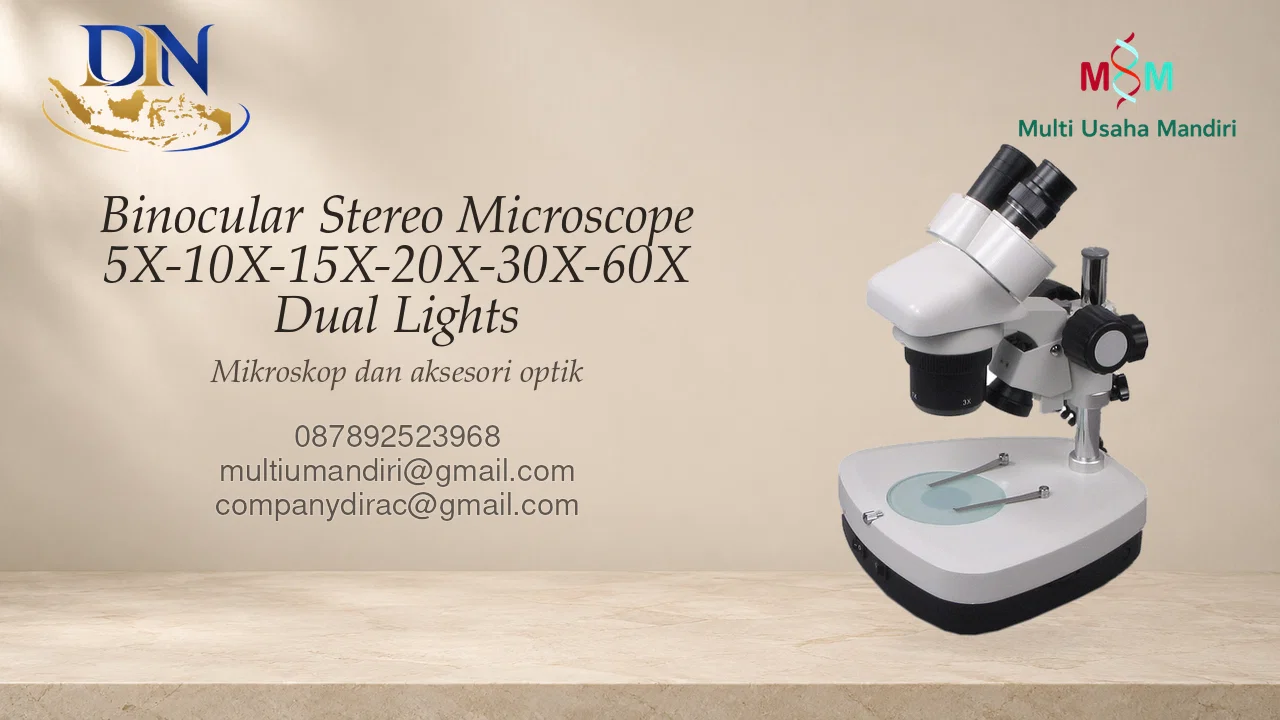 DN
M M
Multi Usaha Mandiri
Binocular Stereo Microscope
5X-10X-15X-20X-30X-60X
Dual Lights
Mikroskop dan aksesori optik
087892523968
multiumandiri@gmail.com
companydirac@gmail.com
3X